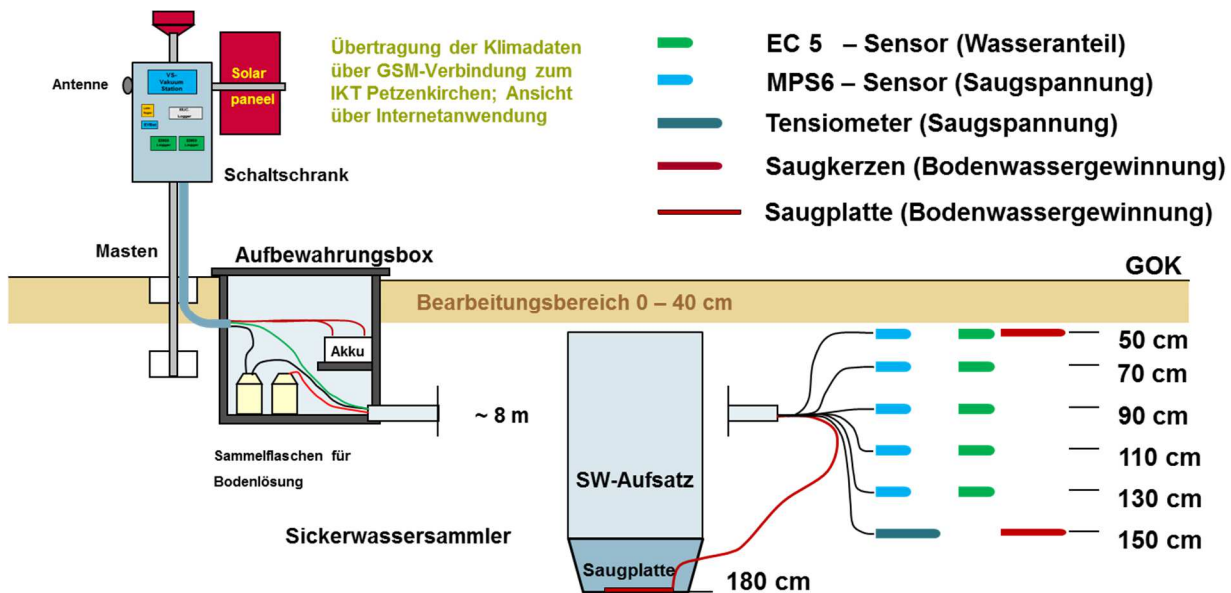 Antenne
VS-
Vakuum
Station
Solar
paneel
Schaltschrank
Masten
Übertragung der Klimadaten
über GSM-Verbindung zum
IKT Petzenkirchen; Ansicht
über Internetanwendung
EC 5 – Sensor (Wasseranteil)
MPS6 – Sensor (Saugspannung)
Tensiometer (Saugspannung)
Saugkerzen (Bodenwassergewinnung)
Saugplatte (Bodenwassergewinnung)
Aufbewahrungsbox
GOK
Bearbeitungsbereich 0 – 40 cm
Akku
~ 8 m
Sammelflaschen für
Bodenlösung
SW-Aufsatz
Sickerwassersammler
Saugplatte
180 cm
50 cm
70 cm
90 cm
110 cm
130 cm
150 cm